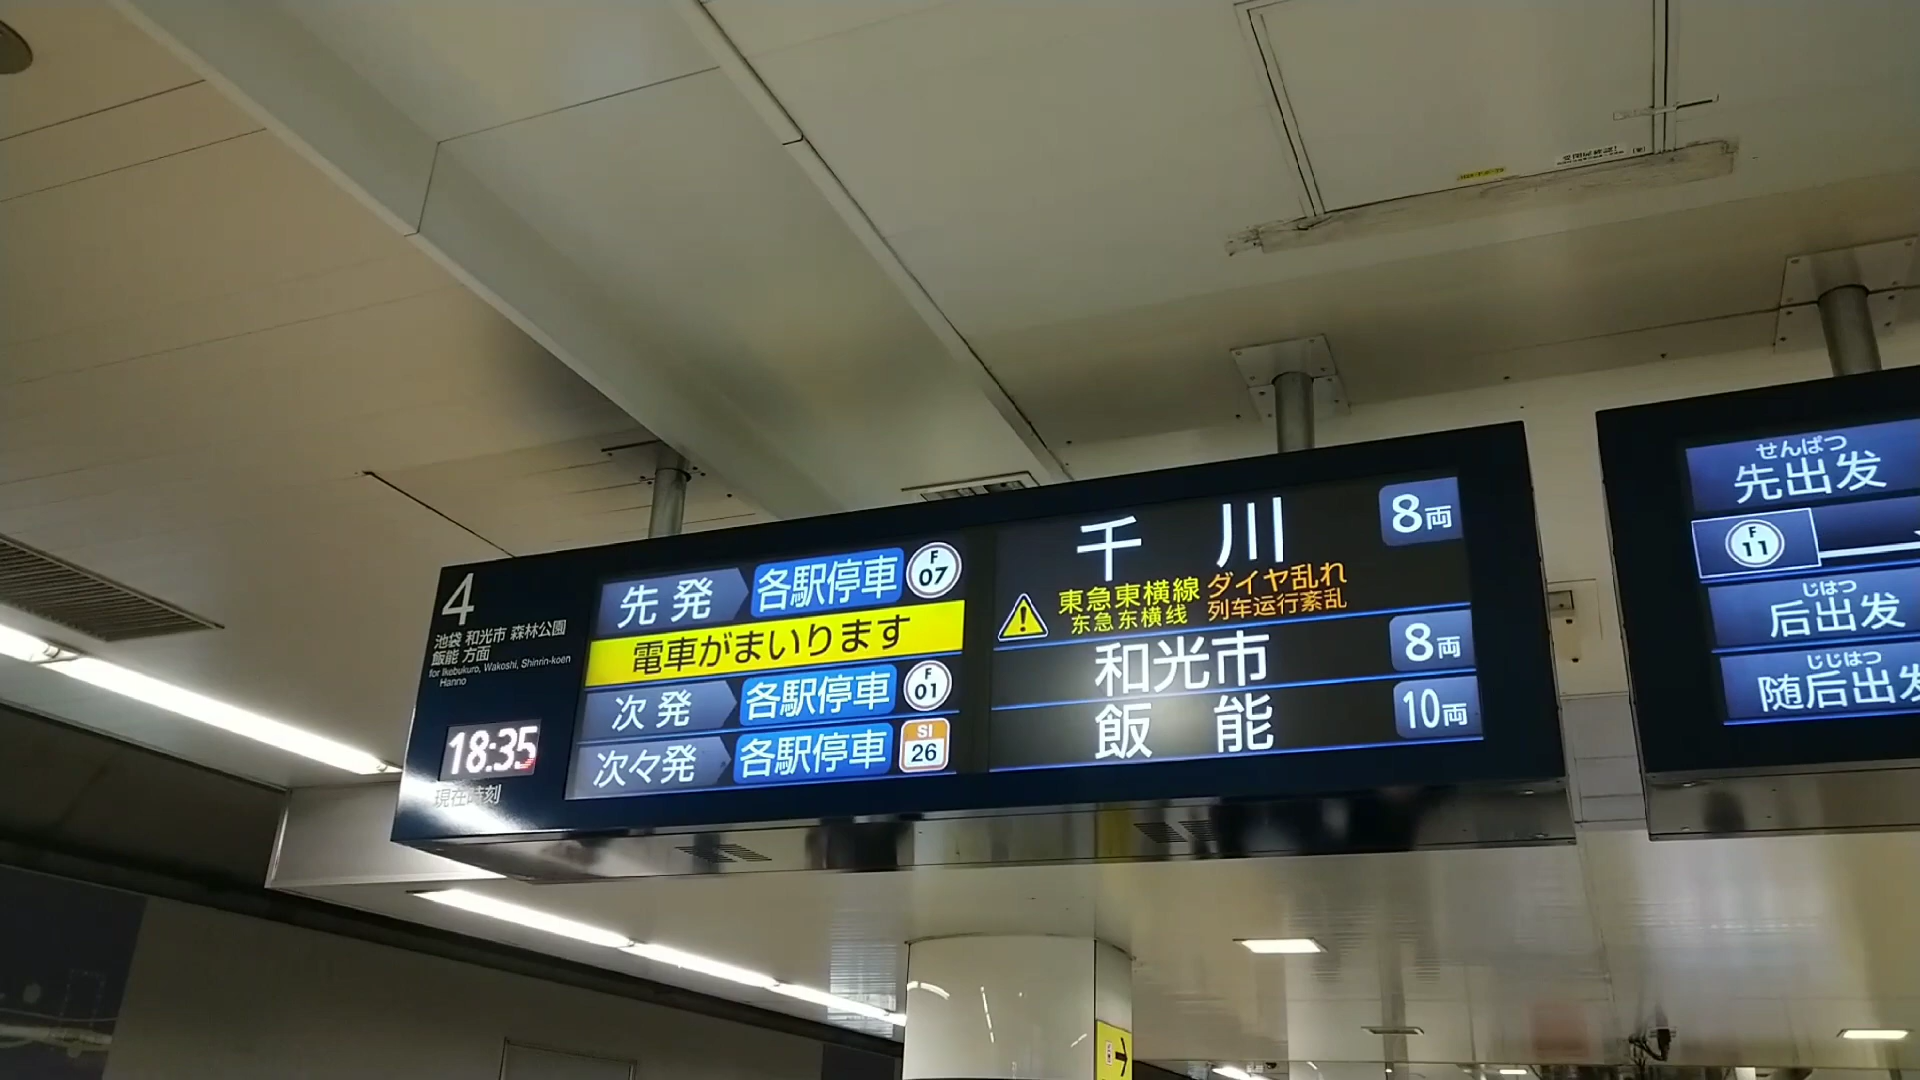 4
池袋 和光市 森林公園
飯能 方面
for Ikebukuro, Wakoshi, Shinrin-koen
Hanno
18:35
現在時刻
先発 各駅停車 F 07 千川 8両
電車がまいります
東急東横線 ダイヤ乱れ
东急东横线 列车运行紊乱
次発 各駅停車 F 01 和光市 8両
次々発 各駅停車 SI 26 飯能 10両
せんぱつ
先出发
F 11
じはつ
后出发
じじはつ
随后出发